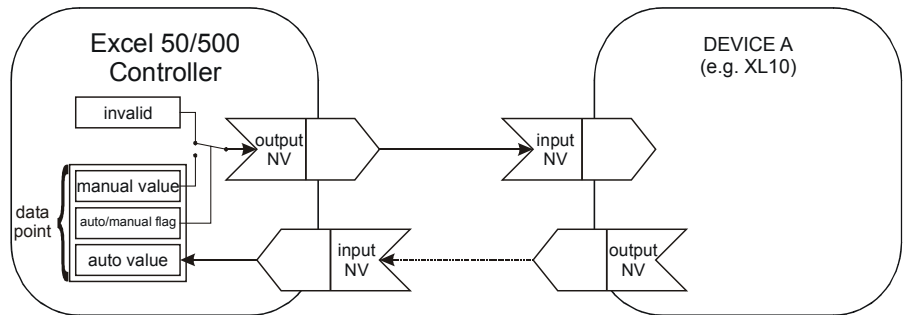 Excel 50/500
Controller
DEVICE A
(e.g. XL10)
invalid
output
NV
input
NV
manual value
auto/manual flag
data
point
auto value
input
NV
output
NV